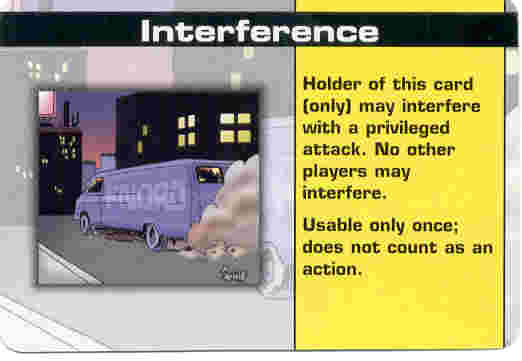 Interference
Holder of this card
(only) may interfere
with a privileged
attack. No other
players may
interfere.
Usable only once;
does not count as an
action.
FNORD